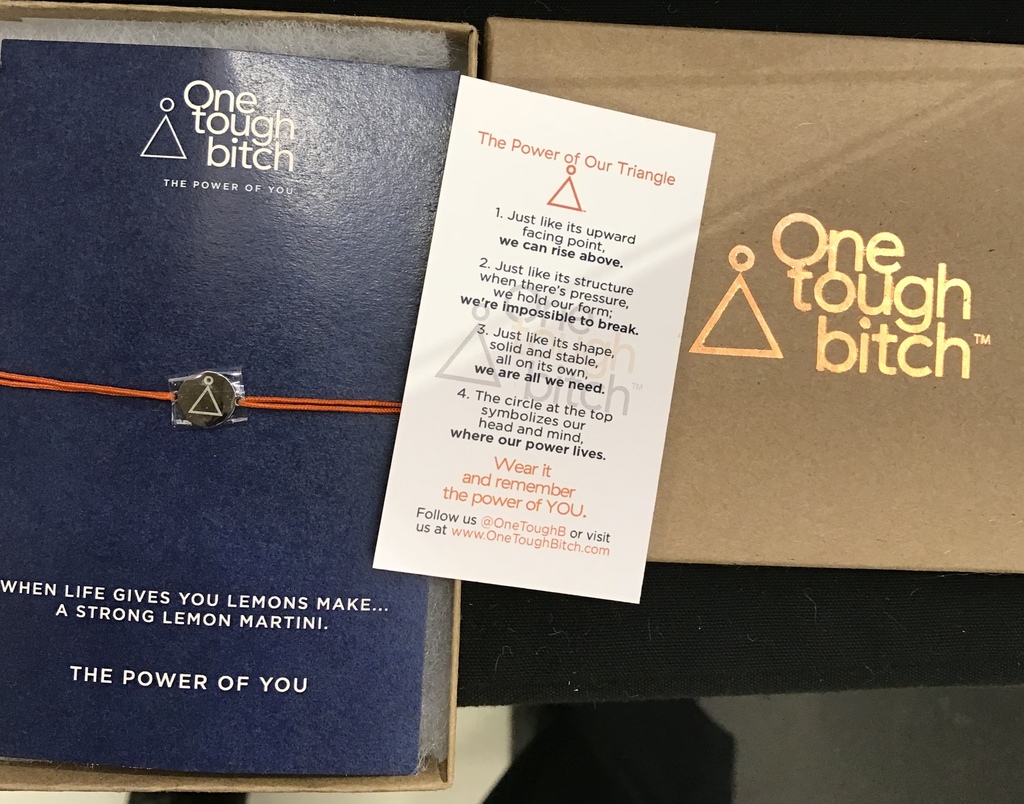 One
tough
bitch
THE POWER OF YOU
WHEN LIFE GIVES YOU LEMONS MAKE...
A STRONG LEMON MARTINI.
THE POWER OF YOU
The Power of Our Triangle
1. Just like its upward
facing point,
we can rise above.
2. Just like its structure
when there's pressure,
we hold our form;
we're impossible to break.
3. Just like its shape,
solid and stable,
all on its own,
we are all we need.
4. The circle at the top
symbolizes our
head and mind,
where our power lives.
Wear it
and remember
the power of YOU.
Follow us @OneToughB or visit
us at www.OneToughBitch.com
One
tough
bitch™
One
tough
bitch™